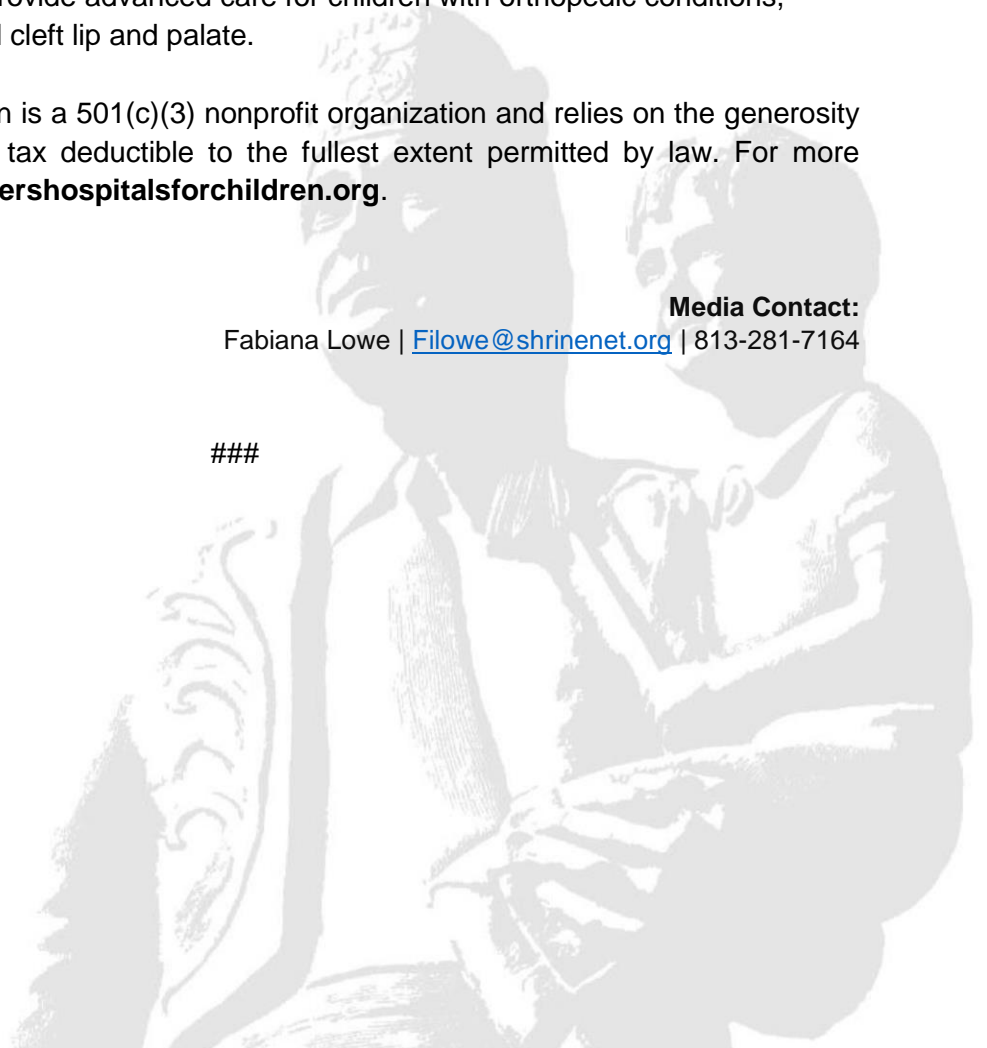 rovide advanced care for children with orthopedic conditions,
cleft lip and palate.
n is a 501(c)(3) nonprofit organization and relies on the generosity
tax deductible to the fullest extent permitted by law. For more
ershospitalsforchildren.org.
Media Contact:
Fabiana Lowe | Filowe@shrinenet.org | 813-281-7164
###